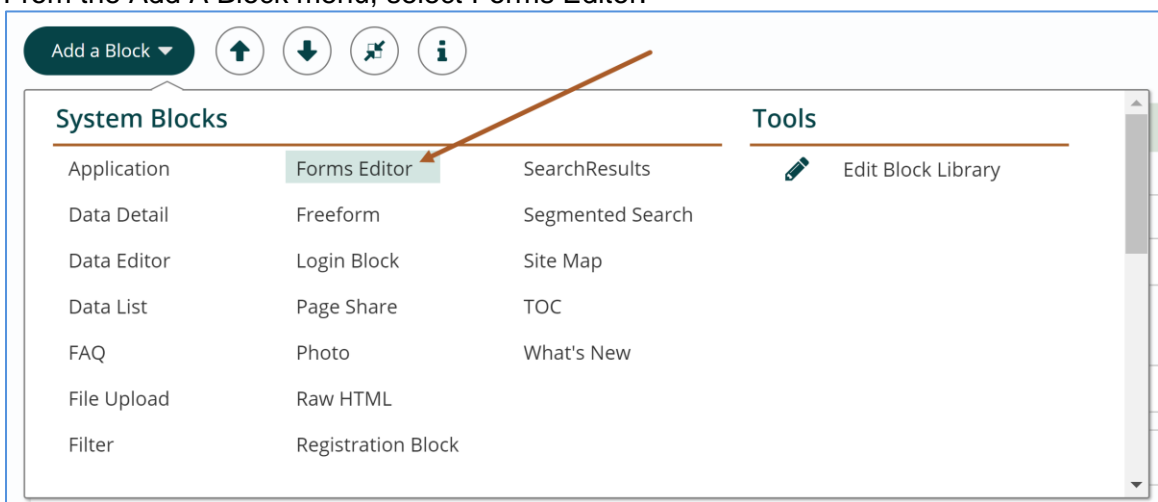 From the Add A Block menu, select Forms Editor.
Add a Block
i
System Blocks
Tools
Application
Forms Editor
SearchResults
Edit Block Library
Data Detail
Freeform
Segmented Search
Data Editor
Login Block
Site Map
Data List
Page Share
TOC
FAQ
Photo
What's New
File Upload
Raw HTML
Filter
Registration Block